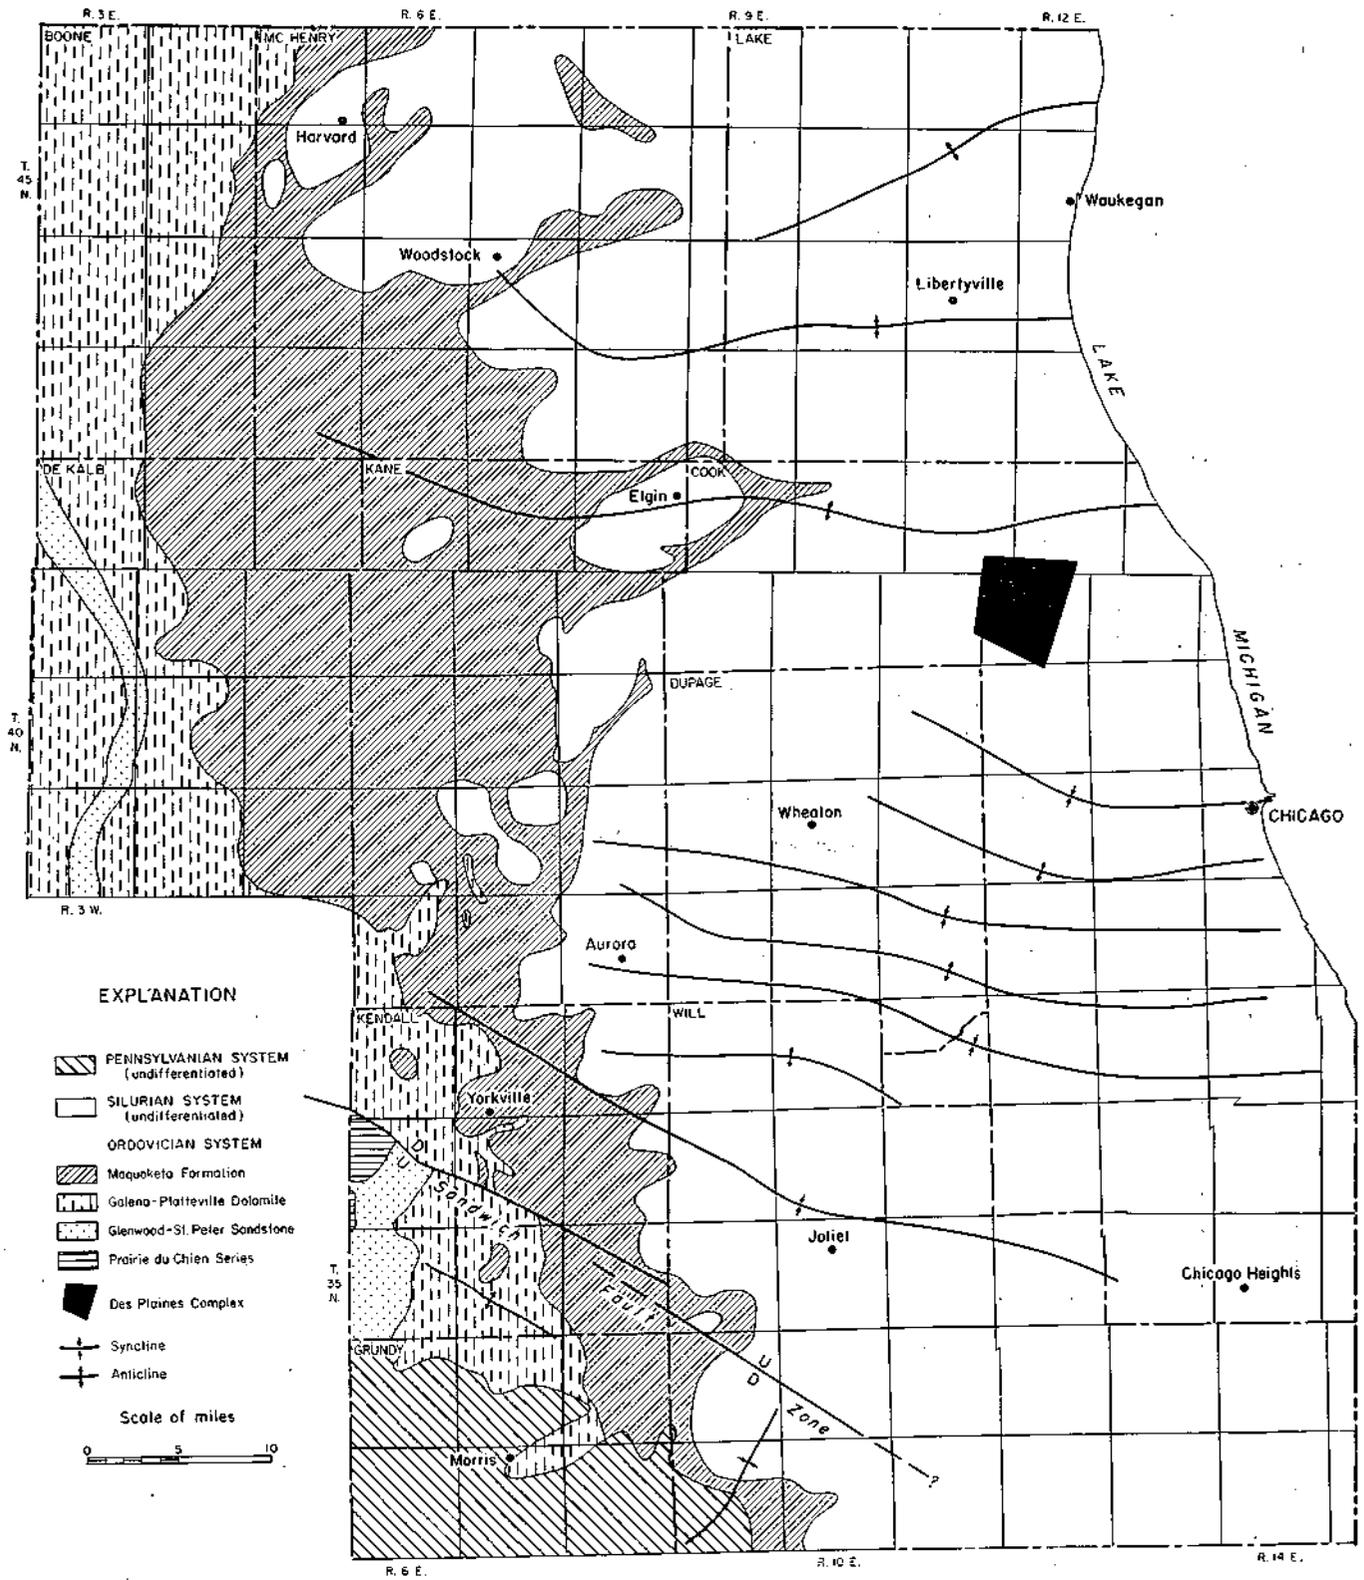 R. 3 E.
R. 6 E.
R. 9 E.
R. 12 E.
BOONE
MC HENRY
LAKE
Harvard
T.
45
N.
Waukegan
Woodstock
Libertyville
LAKE
DE KALB
KANE
COOK
Elgin
MICHIGAN
DUPAGE
T.
40
N.
Wheaton
CHICAGO
R. 3 W.
Aurora
EXPLANATION
KENDALL
WILL
PENNSYLVANIAN SYSTEM
(undifferentiated)
SILURIAN SYSTEM
(undifferentiated)
Yorkville
ORDOVICIAN SYSTEM
D
U
Maquoketa Formation
Galena-Platteville Dolomite
Sandwich
Glenwood-St. Peter Sandstone
Joliet
Prairie du Chien Series
T.
35
N.
Chicago Heights
Des Plaines Complex
Fault
Syncline
GRUNDY
Anticline
U
D
Zone
Scale of miles
0 5 10
Morris
?
R. 6 E.
R. 10 E.
R. 14 E.